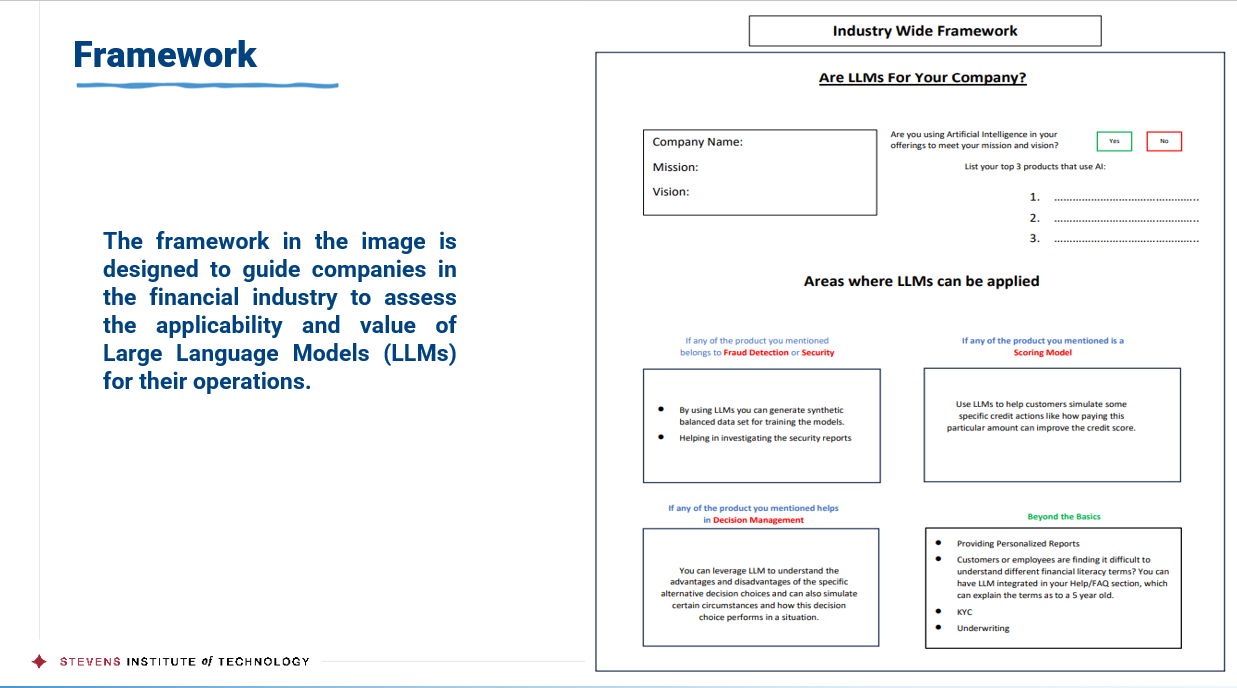 Framework
The framework in the image is
designed to guide companies in
the financial industry to assess
the applicability and value of
Large Language Models (LLMs)
for their operations.
STEVENS INSTITUTE of TECHNOLOGY
Industry Wide Framework
Are LLMs For Your Company?
Company Name:
Mission:
Vision:
Are you using Artificial Intelligence in your
offerings to meet your mission and vision?
Yes
No
List your top 3 products that use AI:
1. ………………………………………..
2. ………………………………………..
3. ………………………………………..
Areas where LLMs can be applied
If any of the product you mentioned
belongs to Fraud Detection or Security
● By using LLMs you can generate synthetic
balanced data set for training the models.
● Helping in investigating the security reports
If any of the product you mentioned is a
Scoring Model
Use LLMs to help customers simulate some
specific credit actions like how paying this
particular amount can improve the credit score.
If any of the product you mentioned helps
in Decision Management
You can leverage LLM to understand the
advantages and disadvantages of the specific
alternative decision choices and can also simulate
certain circumstances and how this decision
choice performs in a situation.
Beyond the Basics
● Providing Personalized Reports
● Customers or employees are finding it difficult to
understand different financial literacy terms? You can
have LLM integrated in your Help/FAQ section, which
can explain the terms as to a 5 year old.
● KYC
● Underwriting